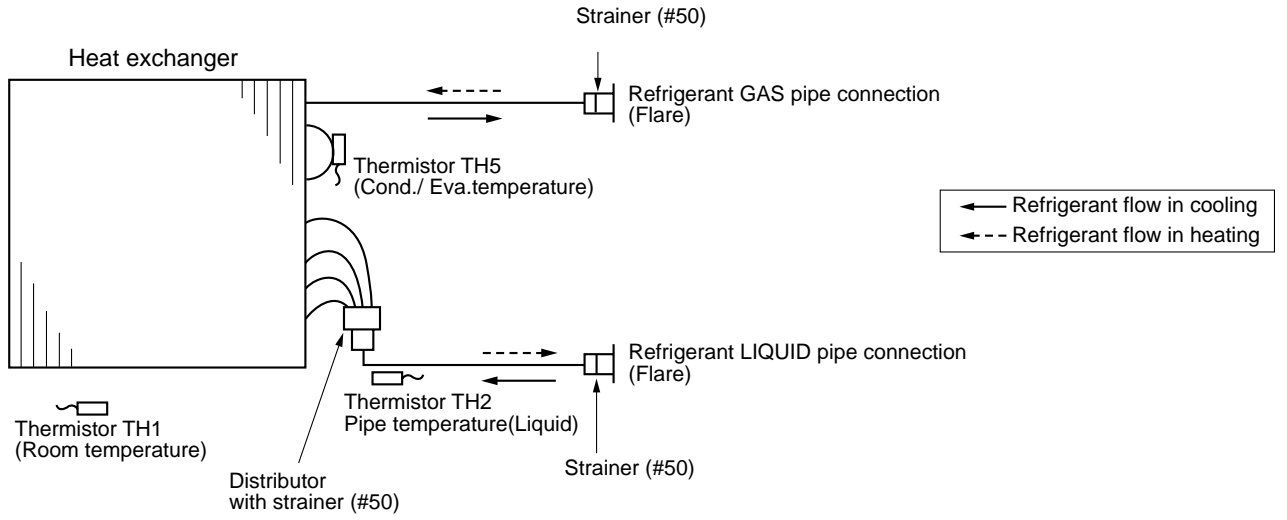 Strainer (#50)
Heat exchanger
Refrigerant GAS pipe connection
(Flare)
Thermistor TH5
(Cond./ Eva.temperature)
Refrigerant flow in cooling
Refrigerant flow in heating
Refrigerant LIQUID pipe connection
(Flare)
Thermistor TH2
Pipe temperature(Liquid)
Thermistor TH1
(Room temperature)
Strainer (#50)
Distributor
with strainer (#50)